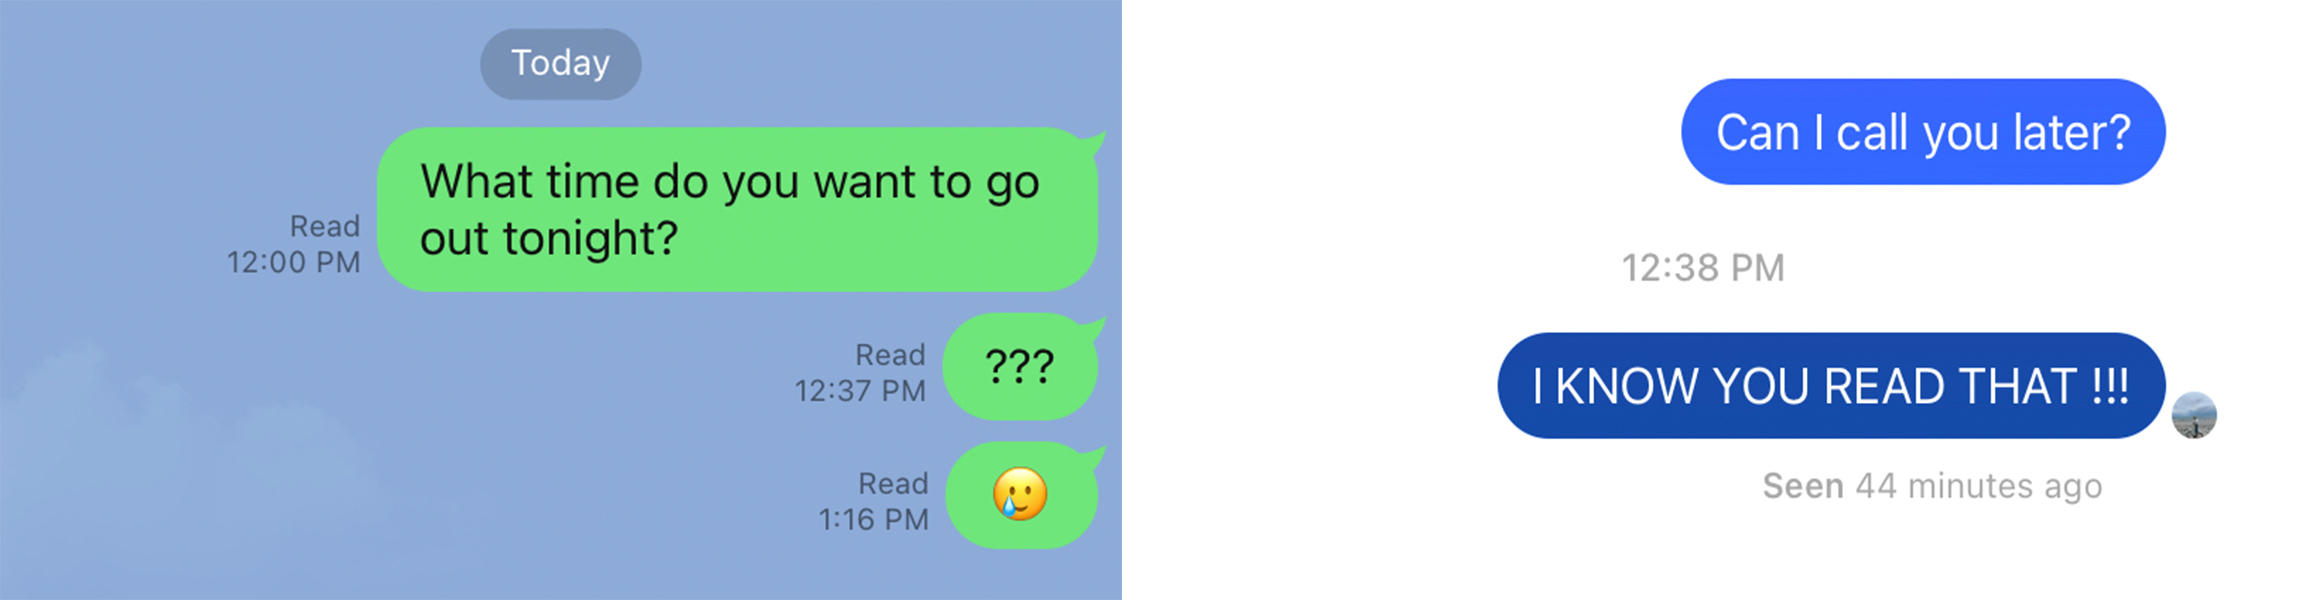 Today
What time do you want to go
out tonight?
Read
12:00 PM
???
Read
12:37 PM
🥲
Read
1:16 PM
Can I call you later?
12:38 PM
I KNOW YOU READ THAT !!!
Seen 44 minutes ago